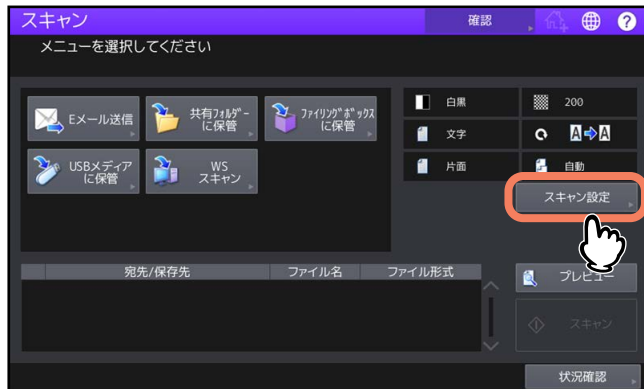 スキャン
確認
?
メニューを選択してください
Eメール送信
共有フォルダー
に保管
ファイリングボックス
に保管
USBメディア
に保管
WS
スキャン
白黒
200
文字
A A
片面
自動
スキャン設定
宛先/保存先 ファイル名 ファイル形式
プレビュー
スキャン
状況確認